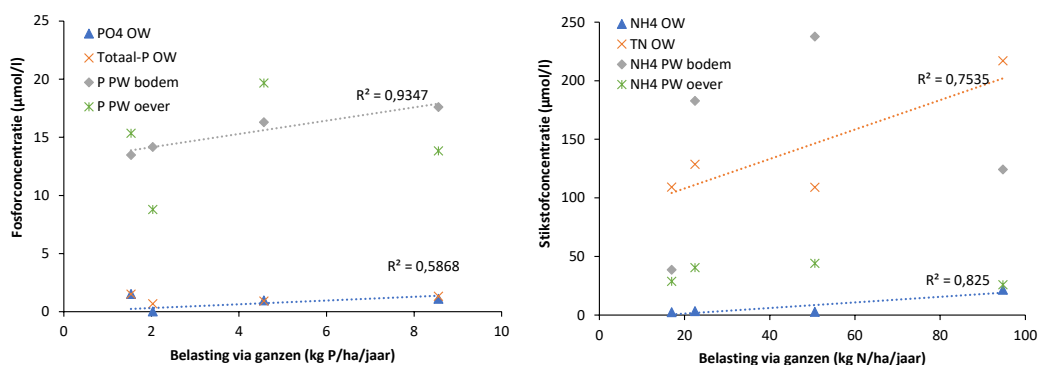 25
20
15
10
5
0
0
2
4
6
8
10
Fosforconcentratie (µmol/l)
Belasting via ganzen (kg P/ha/jaar)
PO4 OW
Totaal-P OW
P PW bodem
P PW oever
R² = 0,9347
R² = 0,5868
250
200
150
100
50
0
0
20
40
60
80
100
Stikstofconcentratie (µmol/l)
Belasting via ganzen (kg N/ha/jaar)
NH4 OW
TN OW
NH4 PW bodem
NH4 PW oever
R² = 0,7535
R² = 0,825